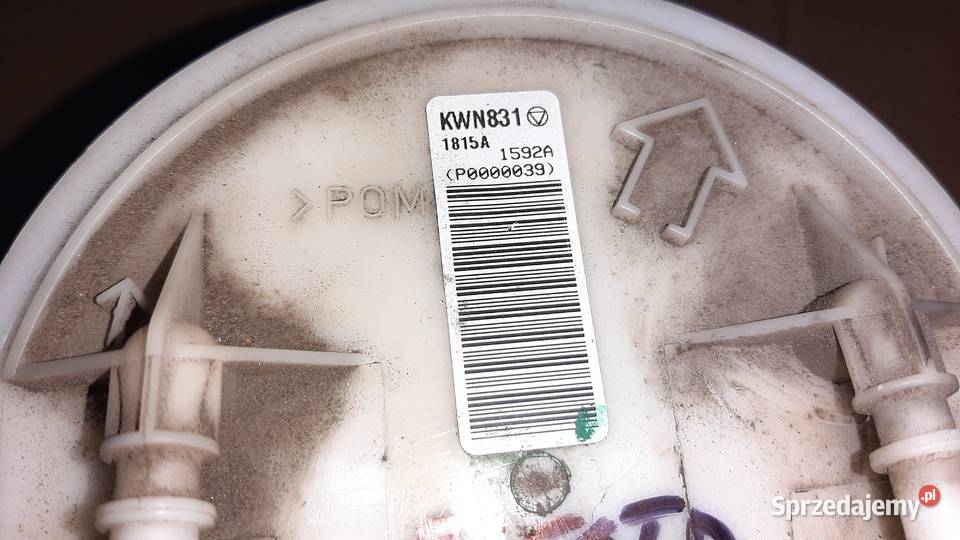 KWN831
1815A
1592A
(P0000039)
>POM
Sprzedajemy.pl